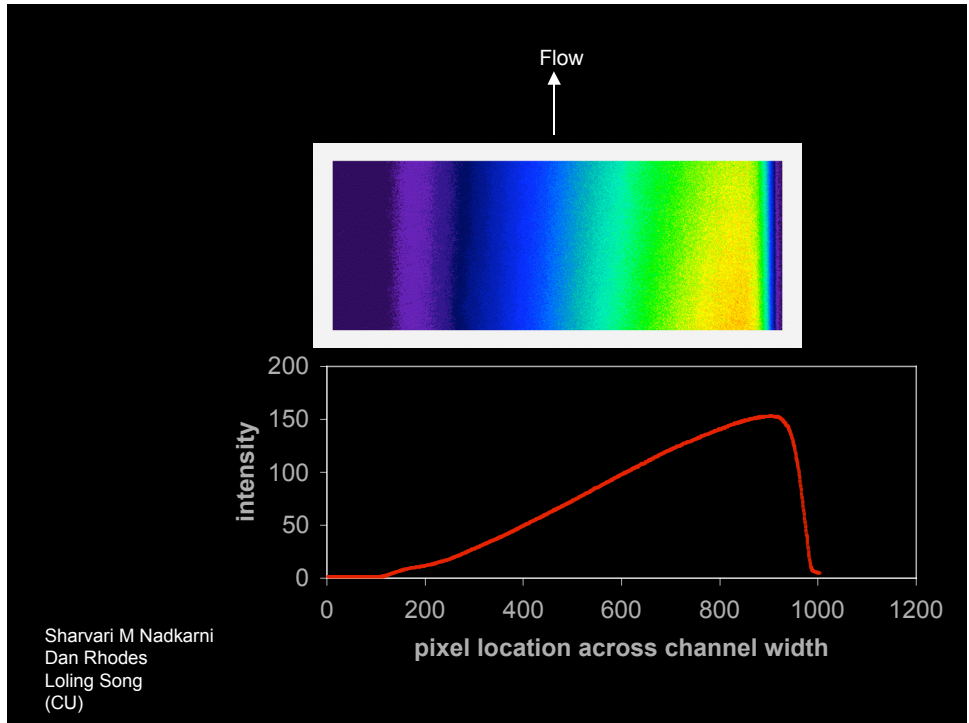 Flow
200
150
100
50
0
intensity
0 200 400 600 800 1000 1200
pixel location across channel width
Sharvari M Nadkarni
Dan Rhodes
Loling Song
(CU)